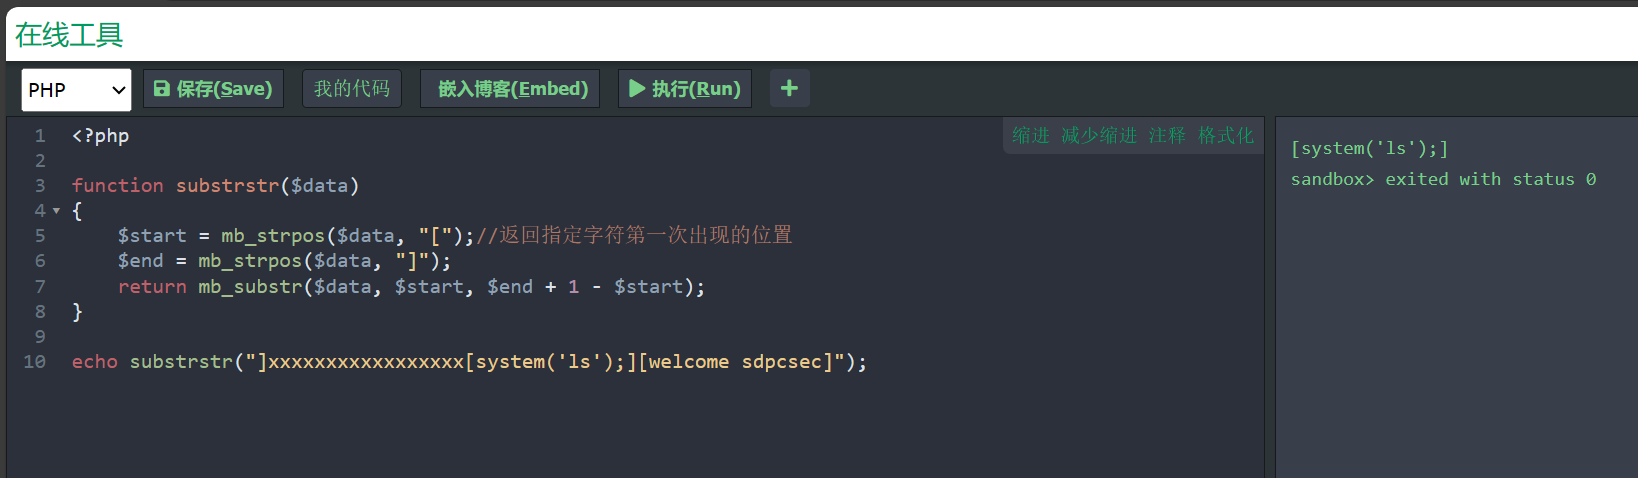 在线工具
PHP 保存(Save) 我的代码 嵌入博客(Embed) 执行(Run) +
缩进 减少缩进 注释 格式化
1 <?php
2
3 function substrstr($data)
4 {
5 $start = mb_strpos($data, "[");//返回指定字符第一次出现的位置
6 $end = mb_strpos($data, "]");
7 return mb_substr($data, $start, $end + 1 - $start);
8 }
9
10 echo substrstr("]xxxxxxxxxxxxxxxxx[system('ls');][welcome sdpcsec]");
[system('ls');]
sandbox> exited with status 0